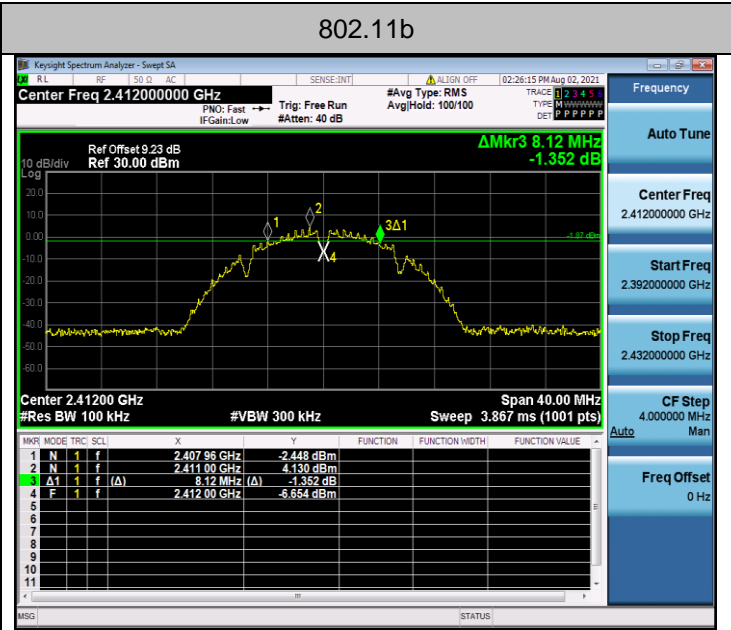 802.11b
Keysight Spectrum Analyzer - Swept SA
RL RF 50 Ω AC SENSE:INT ALIGN OFF 02:26:15 PM Aug 02, 2021
Center Freq 2.412000000 GHz
PNO: Fast
IFGain:Low
Trig: Free Run
#Atten: 40 dB
#Avg Type: RMS
Avg|Hold: 100/100
TRACE 1 2 3 4 5 6
TYPE M WWWWW
DET P P P P P P
Frequency
Auto Tune
Center Freq
2.412000000 GHz
Start Freq
2.392000000 GHz
Stop Freq
2.432000000 GHz
CF Step
4.000000 MHz
Auto Man
Freq Offset
0 Hz
ΔMkr3 8.12 MHz
-1.352 dB
Ref Offset 9.23 dB
10 dB/div Ref 30.00 dBm
Log
20.0
10.0
0.00
-10.0
-20.0
-30.0
-40.0
-50.0
-60.0
1
2
3Δ1
4
-1.87 dBm
Center 2.41200 GHz Span 40.00 MHz
#Res BW 100 kHz #VBW 300 kHz Sweep 3.867 ms (1001 pts)
MKR MODE TRC SCL X Y FUNCTION FUNCTION WIDTH FUNCTION VALUE
1 N 1 f 2.407 96 GHz -2.448 dBm
2 N 1 f 2.411 00 GHz 4.130 dBm
3 Δ1 1 f (Δ) 8.12 MHz (Δ) -1.352 dB
4 F 1 f 2.412 00 GHz -6.654 dBm
5
6
7
8
9
10
11
MSG STATUS